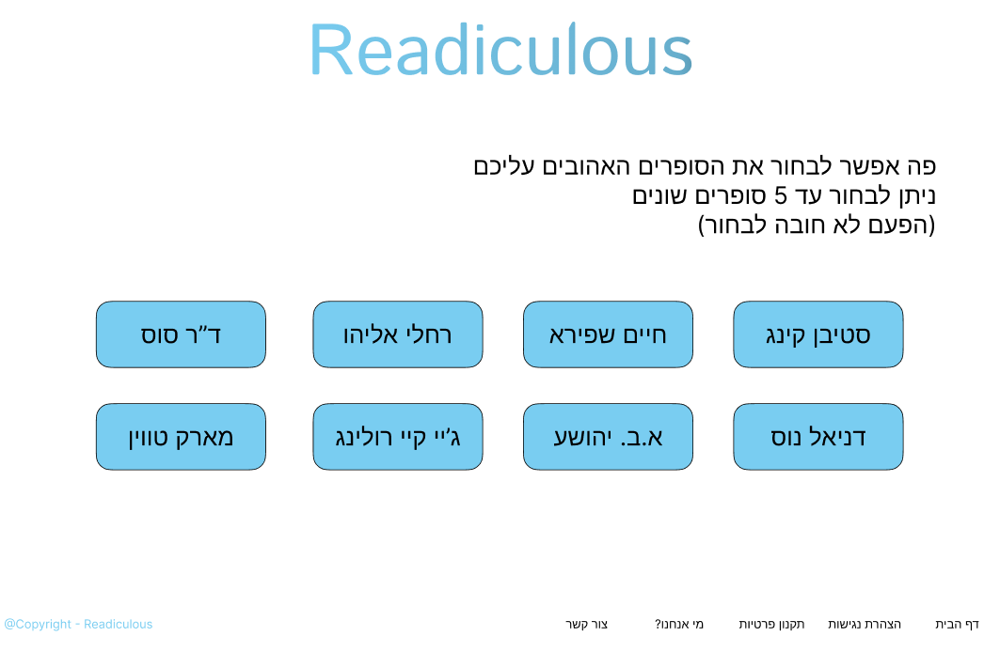 Readiculous
פה אפשר לבחור את הסופרים האהובים עליכם
ניתן לבחור עד 5 סופרים שונים
(הפעם לא חובה לבחור)
סטיבן קינג
חיים שפירא
רחלי אליהו
ד"ר סוס
דניאל נוס
א.ב. יהושע
ג'יי קיי רולינג
מארק טווין
דף הבית
הצהרת נגישות
תקנון פרטיות
מי אנחנו?
צור קשר
@Copyright - Readiculous